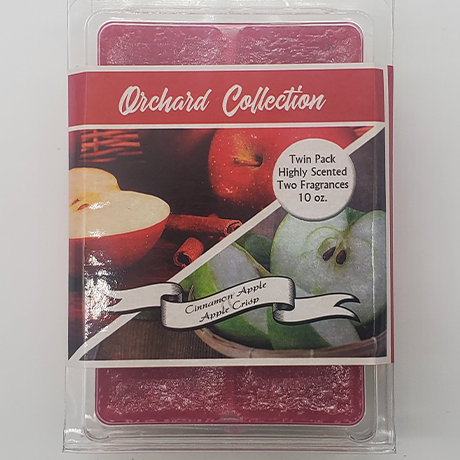 Orchard Collection
Twin Pack
Highly Scented
Two Fragrances
10 oz.
Cinnamon Apple
Apple Crisp